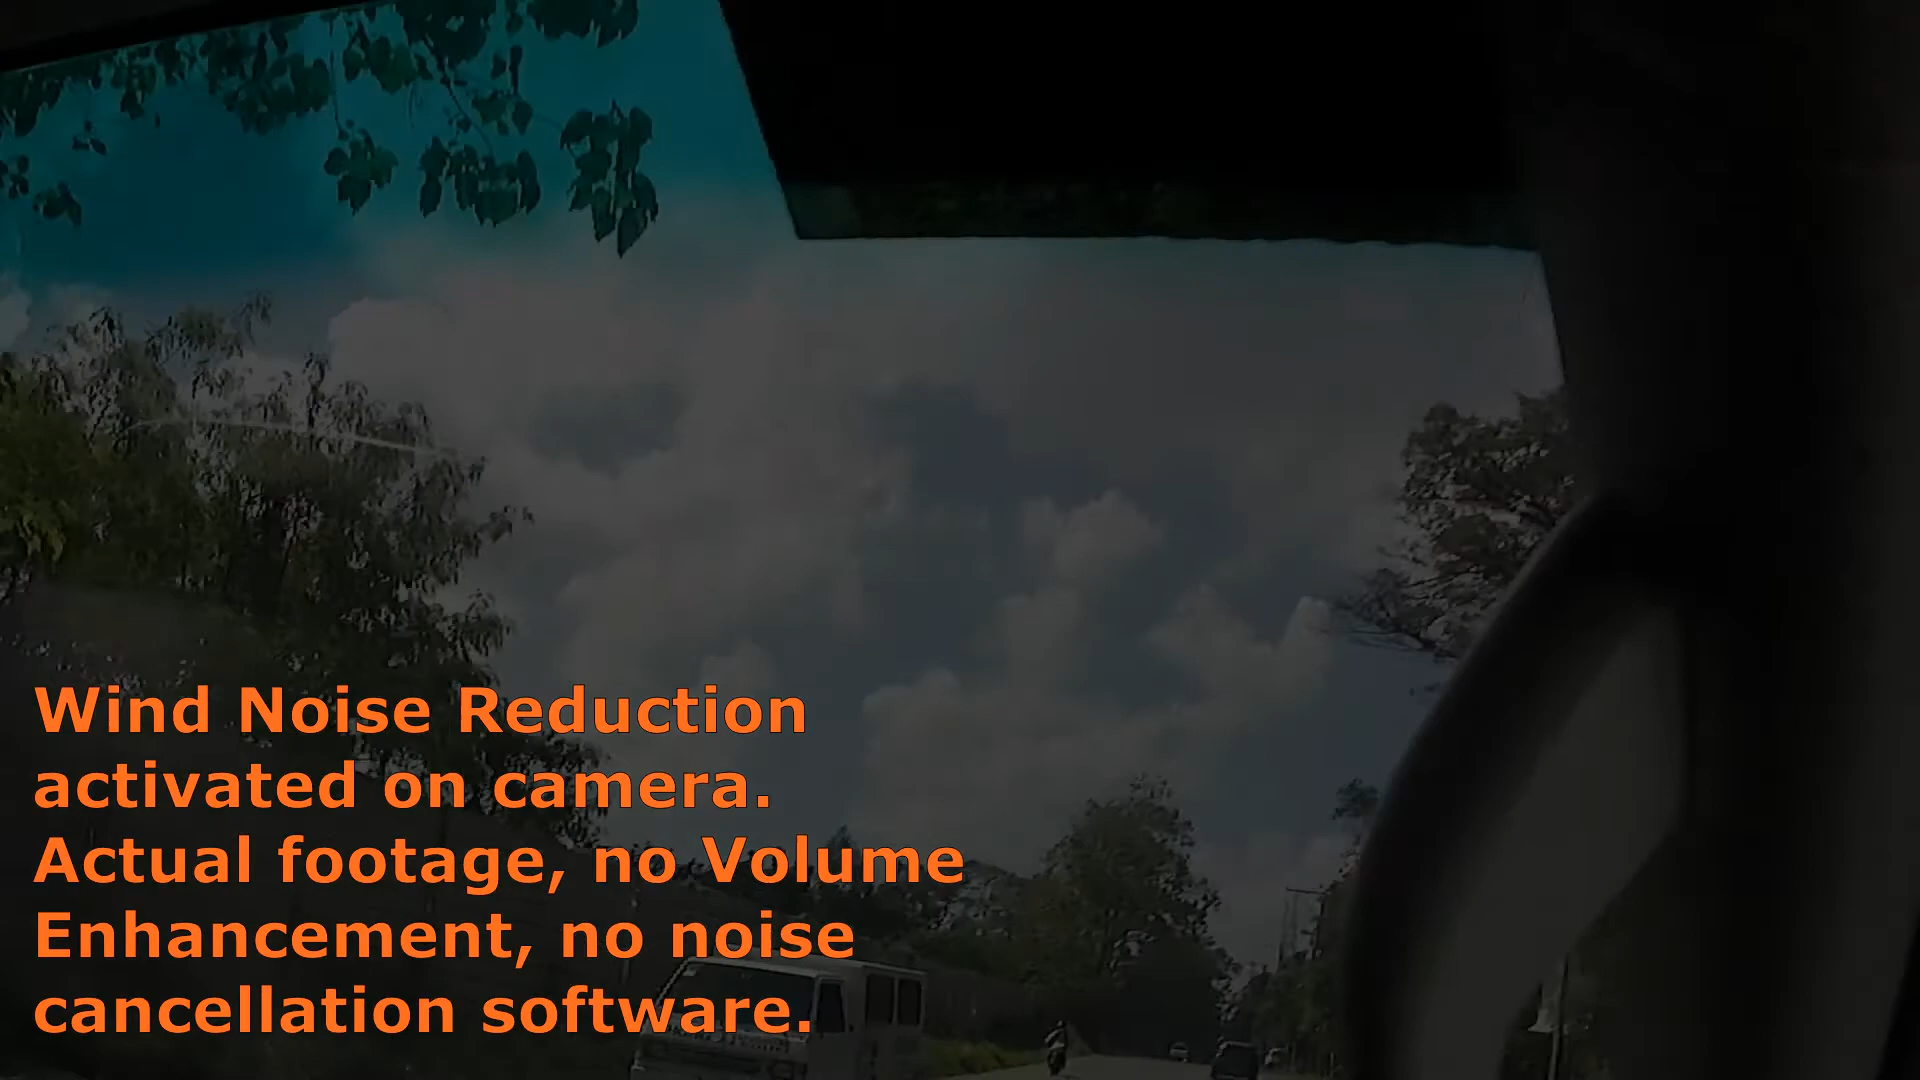 Wind Noise Reduction
activated on camera.
Actual footage, no Volume
Enhancement, no noise
cancellation software.